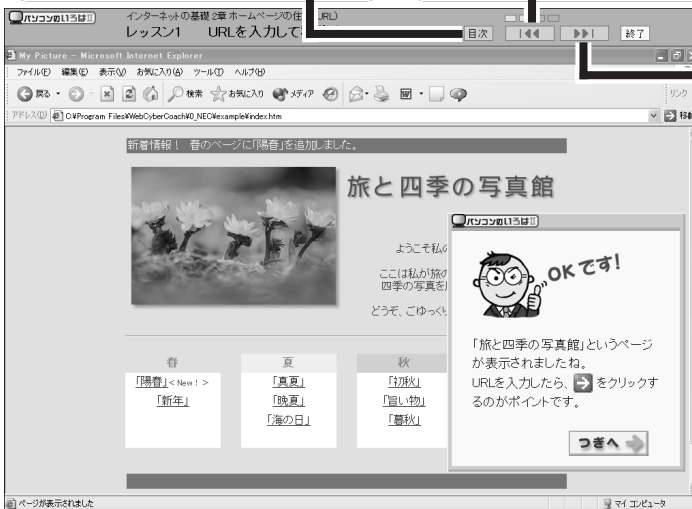 パソコンのいろはII
インターネットの基礎 2章 ホームページの住
URL)
レッスン1 URLを入力して
目次
終了
My Picture - Microsoft Internet Explorer
ファイル(F) 編集(E) 表示(V) お気に入り(A) ツール(T) ヘルプ(H)
戻る 検索 お気に入り メディア リンク
アドレス(D) C:¥Program Files¥WebCyberCoach¥0_NEC¥example¥index.htm 移動
新着情報! 春のページに「陽春」を追加しました。
旅と四季の写真館
ようこそ私の
ここは私が旅の
四季の写真を
どうぞ、ごゆっくり
春 夏 秋
「陽春」< New ! > 「真夏」 「初秋」
「新年」 「晩夏」 「旨い物」
「海の日」 「暮秋」
パソコンのいろはII
OKです!
「旅と四季の写真館」というページ
が表示されましたね。
URLを入力したら、 をクリックす
るのがポイントです。
つぎへ
ページが表示されました マイ コンピュータ